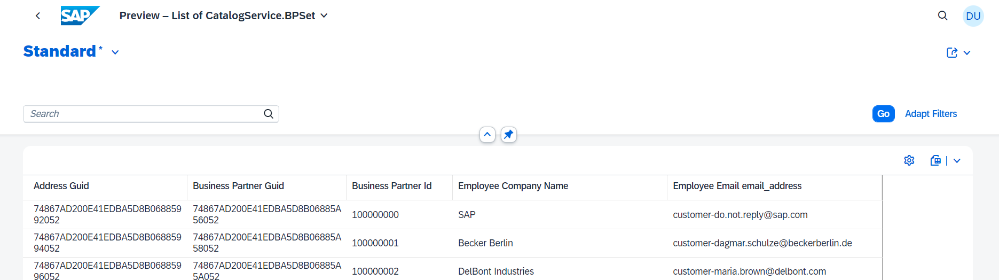 SAP Preview – List of CatalogService.BPSet DU
Standard *
Search Go Adapt Filters
Address Guid Business Partner Guid Business Partner Id Employee Company Name Employee Email email_address
74867AD200E41EDBA5D8B068859 74867AD200E41EDBA5D8B06885A
92052 56052 100000000 SAP customer-do.not.reply@sap.com
74867AD200E41EDBA5D8B068859 74867AD200E41EDBA5D8B06885A
94052 58052 100000001 Becker Berlin customer-dagmar.schulze@beckerberlin.de
74867AD200E41EDBA5D8B068859 74867AD200E41EDBA5D8B06885A
96052 5A052 100000002 DelBont Industries customer-maria.brown@delbont.com